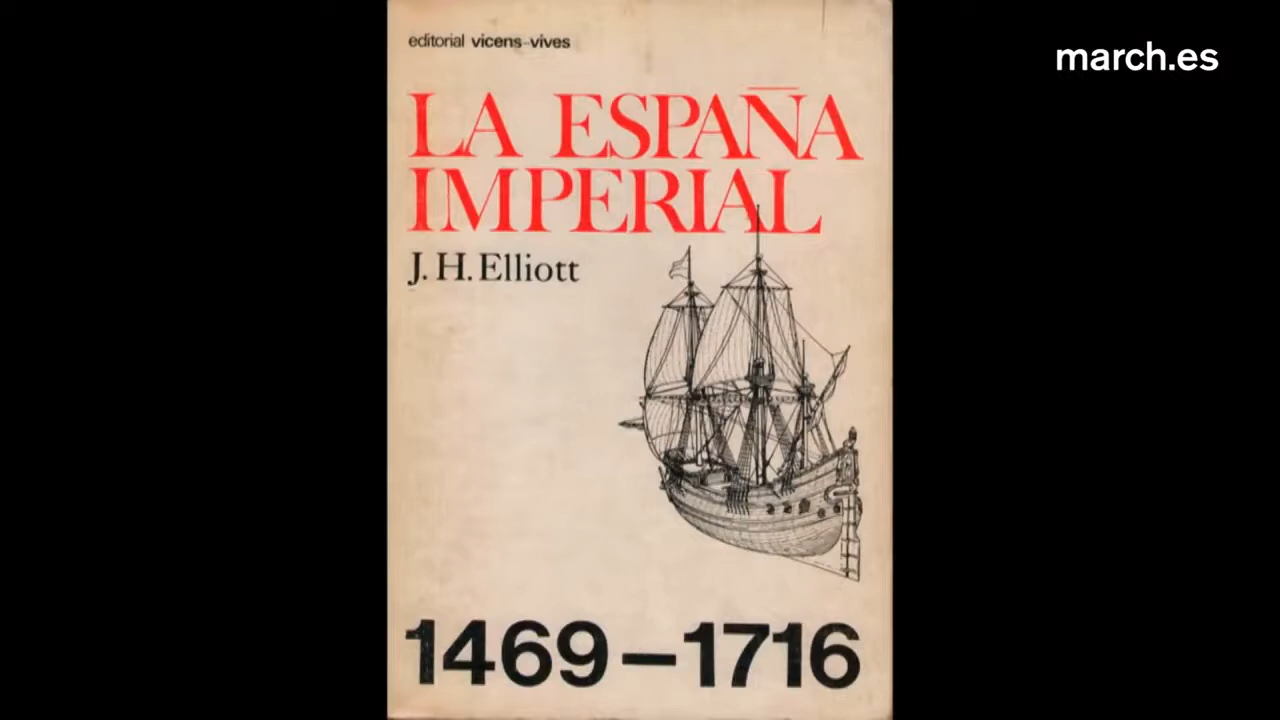 editorial vicens-vives
march.es
LA ESPAÑA
IMPERIAL
J. H. Elliott
1469–1716